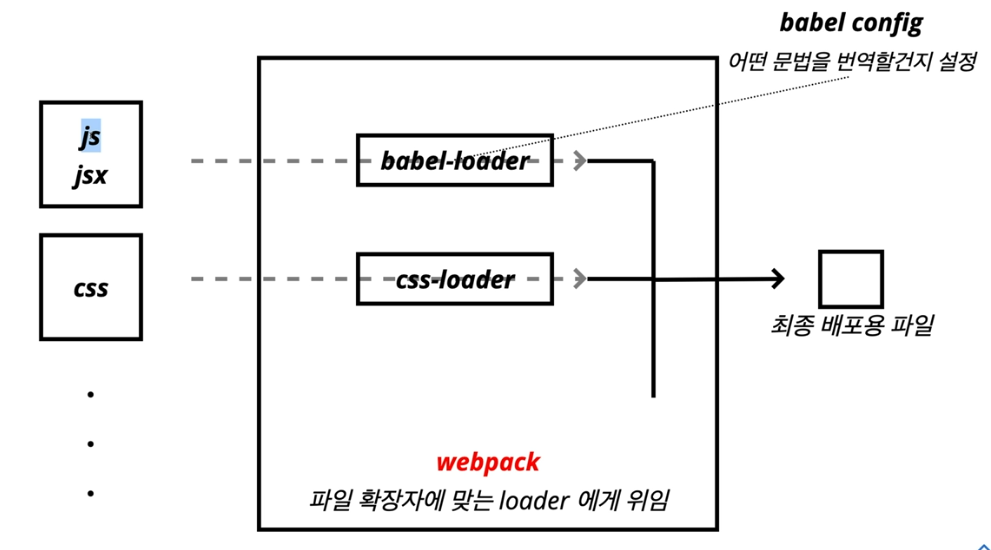 babel config
어떤 문법을 번역할건지 설정
js
jsx
babel-loader
css
css-loader
최종 배포용 파일
webpack
파일 확장자에 맞는 loader 에게 위임